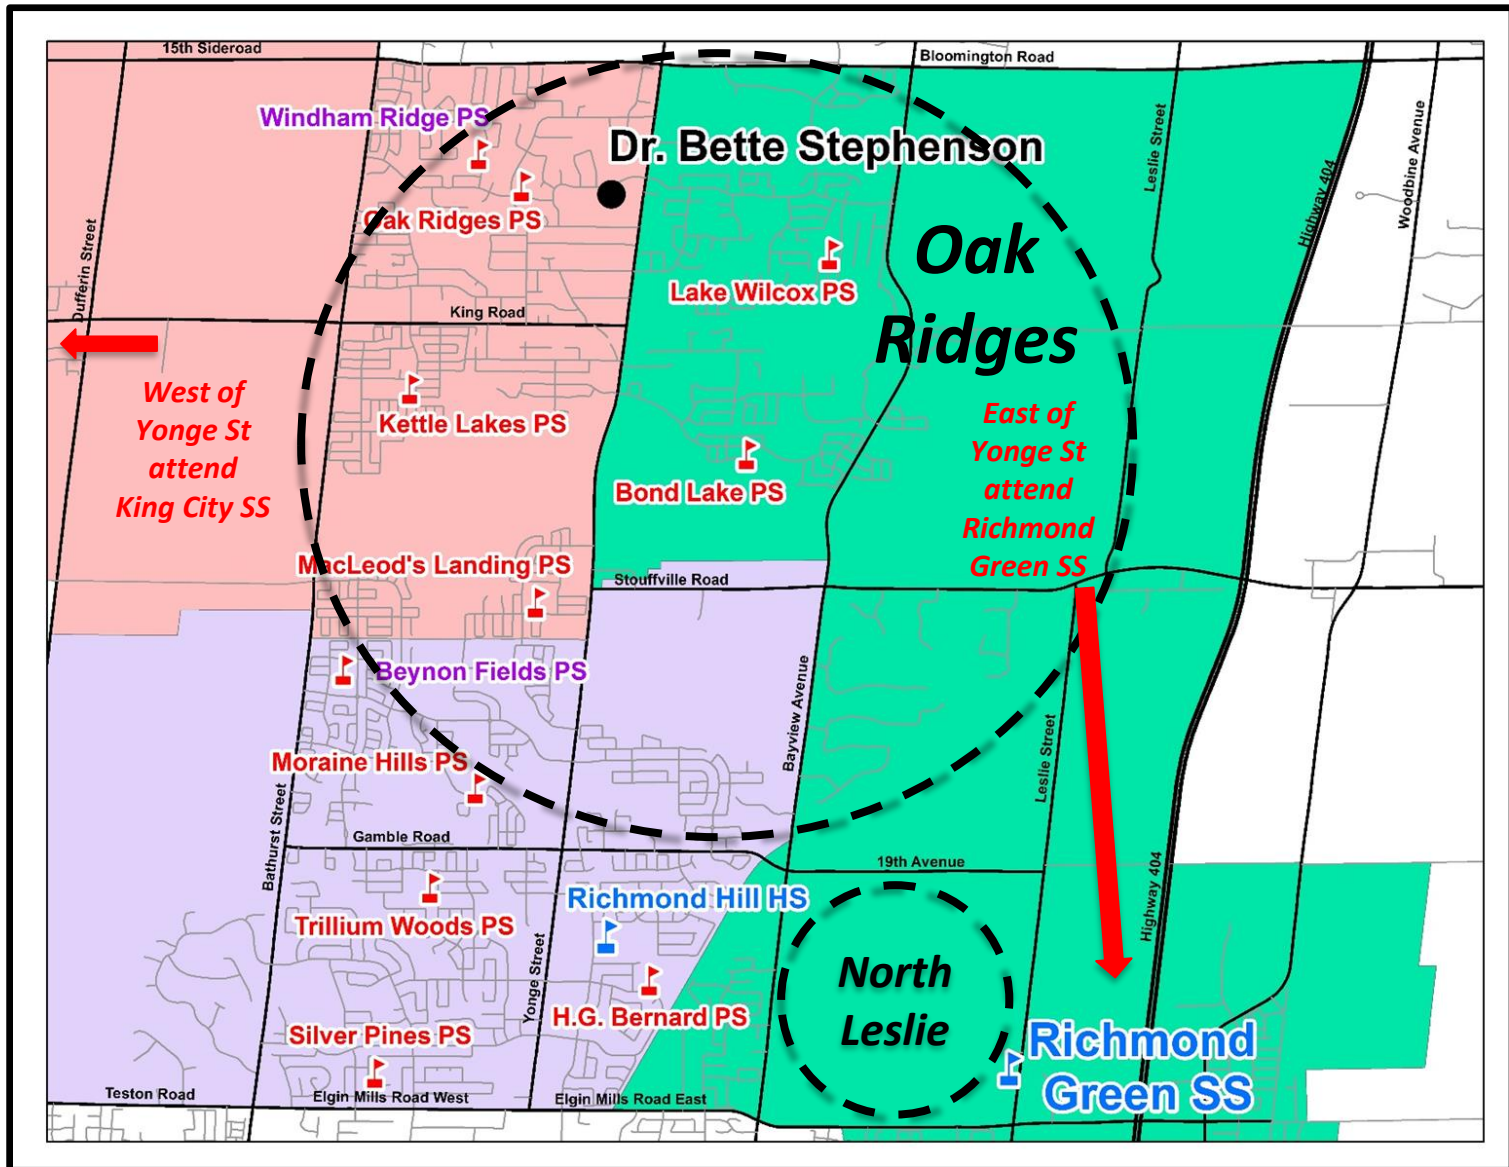 15th Sideroad
Bloomington Road
Windham Ridge PS
Dr. Bette Stephenson
Leslie Street
Highway 404
Woodbine Avenue
Oak Ridges PS
Dufferin Street
Oak
Ridges
Lake Wilcox PS
King Road
West of
Yonge St
attend
King City SS
Kettle Lakes PS
East of
Yonge St
attend
Richmond
Green SS
Bond Lake PS
MacLeod's Landing PS
Stouffville Road
Beynon Fields PS
Bayview Avenue
Leslie Street
Moraine Hills PS
Bathurst Street
Gamble Road
19th Avenue
Highway 404
Richmond Hill HS
Trillium Woods PS
Yonge Street
North
Leslie
H.G. Bernard PS
Silver Pines PS
Richmond
Green SS
Teston Road
Elgin Mills Road West
Elgin Mills Road East